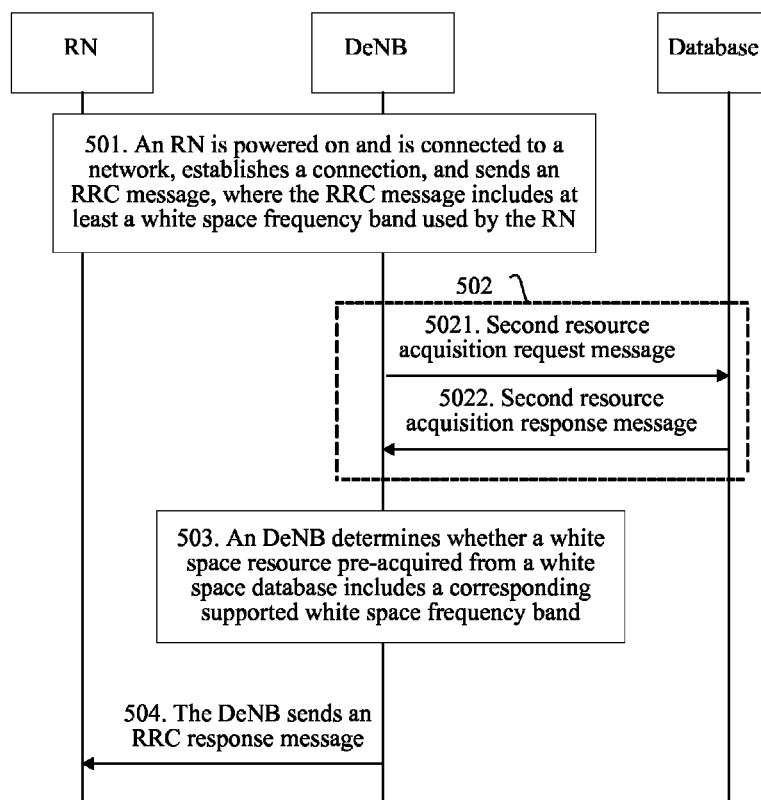 RN
DeNB
Database
501. An RN is powered on and is connected to a
network, establishes a connection, and sends an
RRC message, where the RRC message includes at
least a white space frequency band used by the RN
502
5021. Second resource
acquisition request message
5022. Second resource
acquisition response message
503. An DeNB determines whether a white
space resource pre-acquired from a white
space database includes a corresponding
supported white space frequency band
504. The DeNB sends an
RRC response message